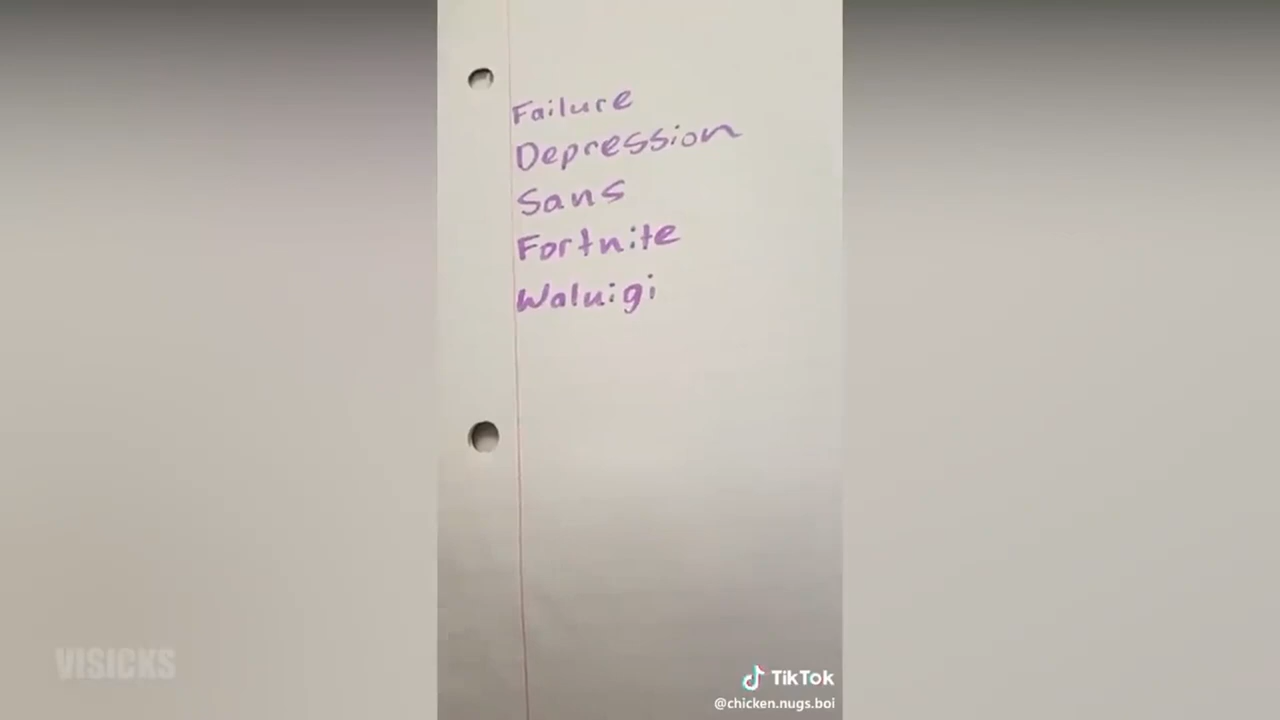 Failure
Depression
Sans
Fortnite
Waluigi
VISICKS
TikTok
@chicken.nugs.boi